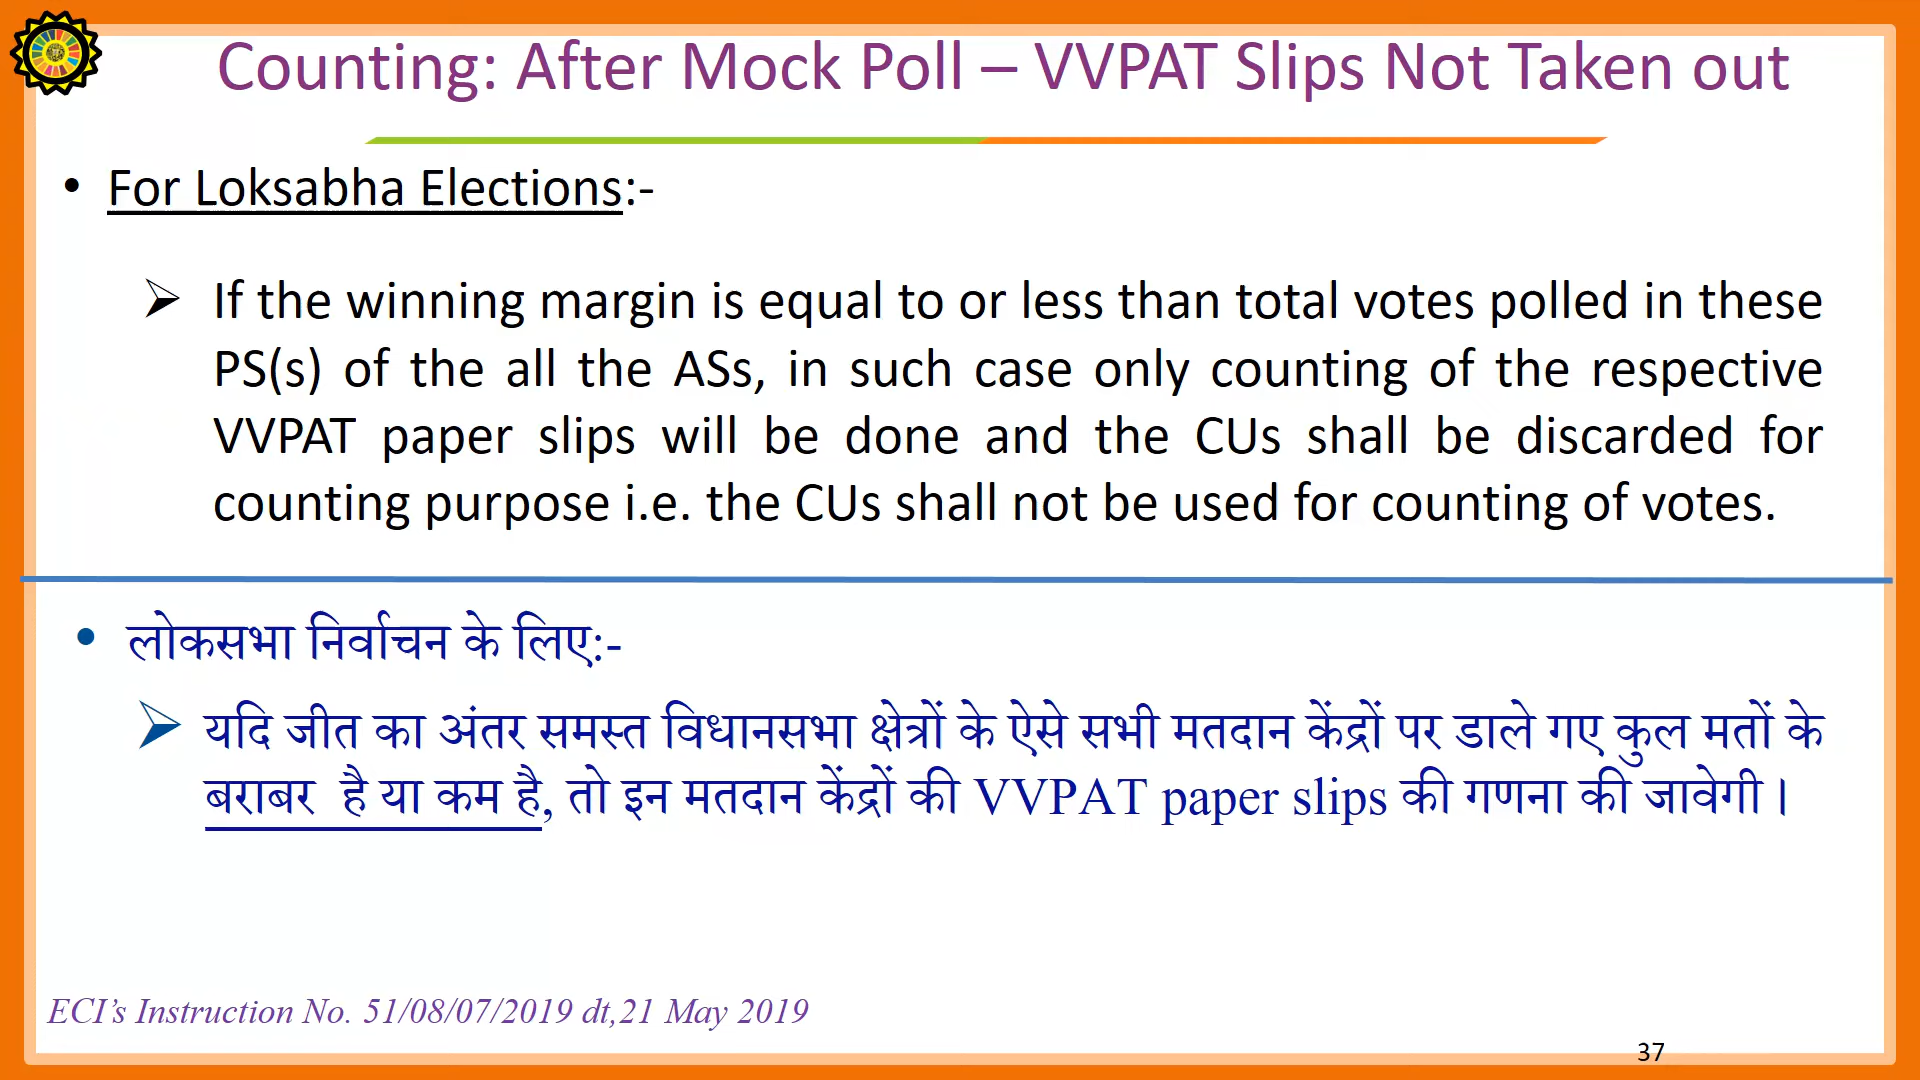 Counting: After Mock Poll – VVPAT Slips Not Taken out
• For Loksabha Elections:-
➢ If the winning margin is equal to or less than total votes polled in these
PS(s) of the all the ASs, in such case only counting of the respective
VVPAT paper slips will be done and the CUs shall be discarded for
counting purpose i.e. the CUs shall not be used for counting of votes.
• लोकसभा निर्वाचन के लिए:-
➢ यदि जीत का अंतर समस्त विधानसभा क्षेत्रों के ऐसे सभी मतदान केंद्रों पर डाले गए कुल मतों के
बराबर है या कम है, तो इन मतदान केंद्रों की VVPAT paper slips की गणना की जावेगी।
ECI’s Instruction No. 51/08/07/2019 dt,21 May 2019
37